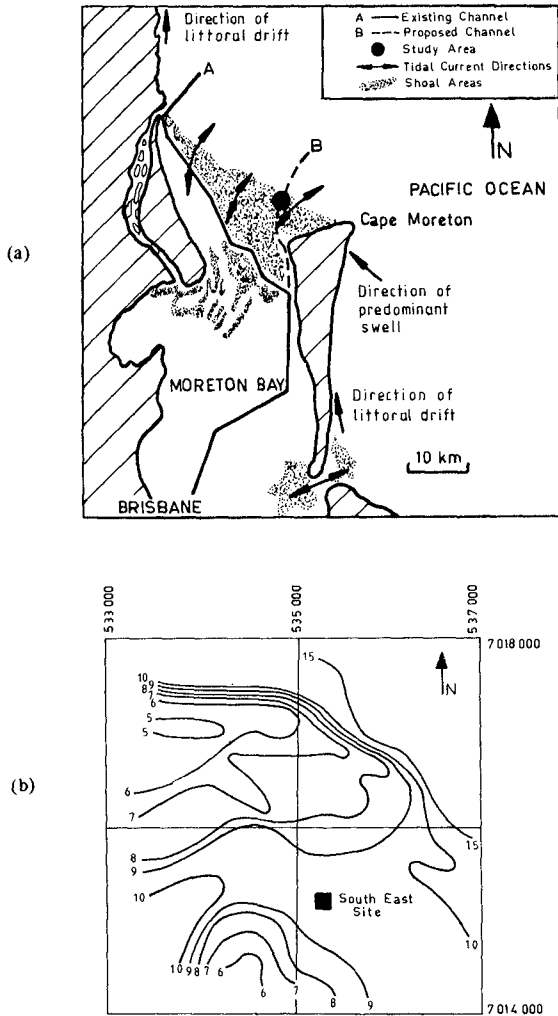 (a)
Direction of
littoral drift
A
A Existing Channel
B Proposed Channel
Study Area
Tidal Current Directions
Shoal Areas
N
B
PACIFIC OCEAN
Cape Moreton
Direction of
predominant
swell
MORETON BAY
Direction of
littoral drift
10 km
BRISBANE
(b)
533 000
535 000
537 000
7 018 000
15
N
10
9
8
7
6
5
5
6
7
8
9
10
15
South East
Site
10
10
9
8
7
6
6
7
8
9
7 014 000